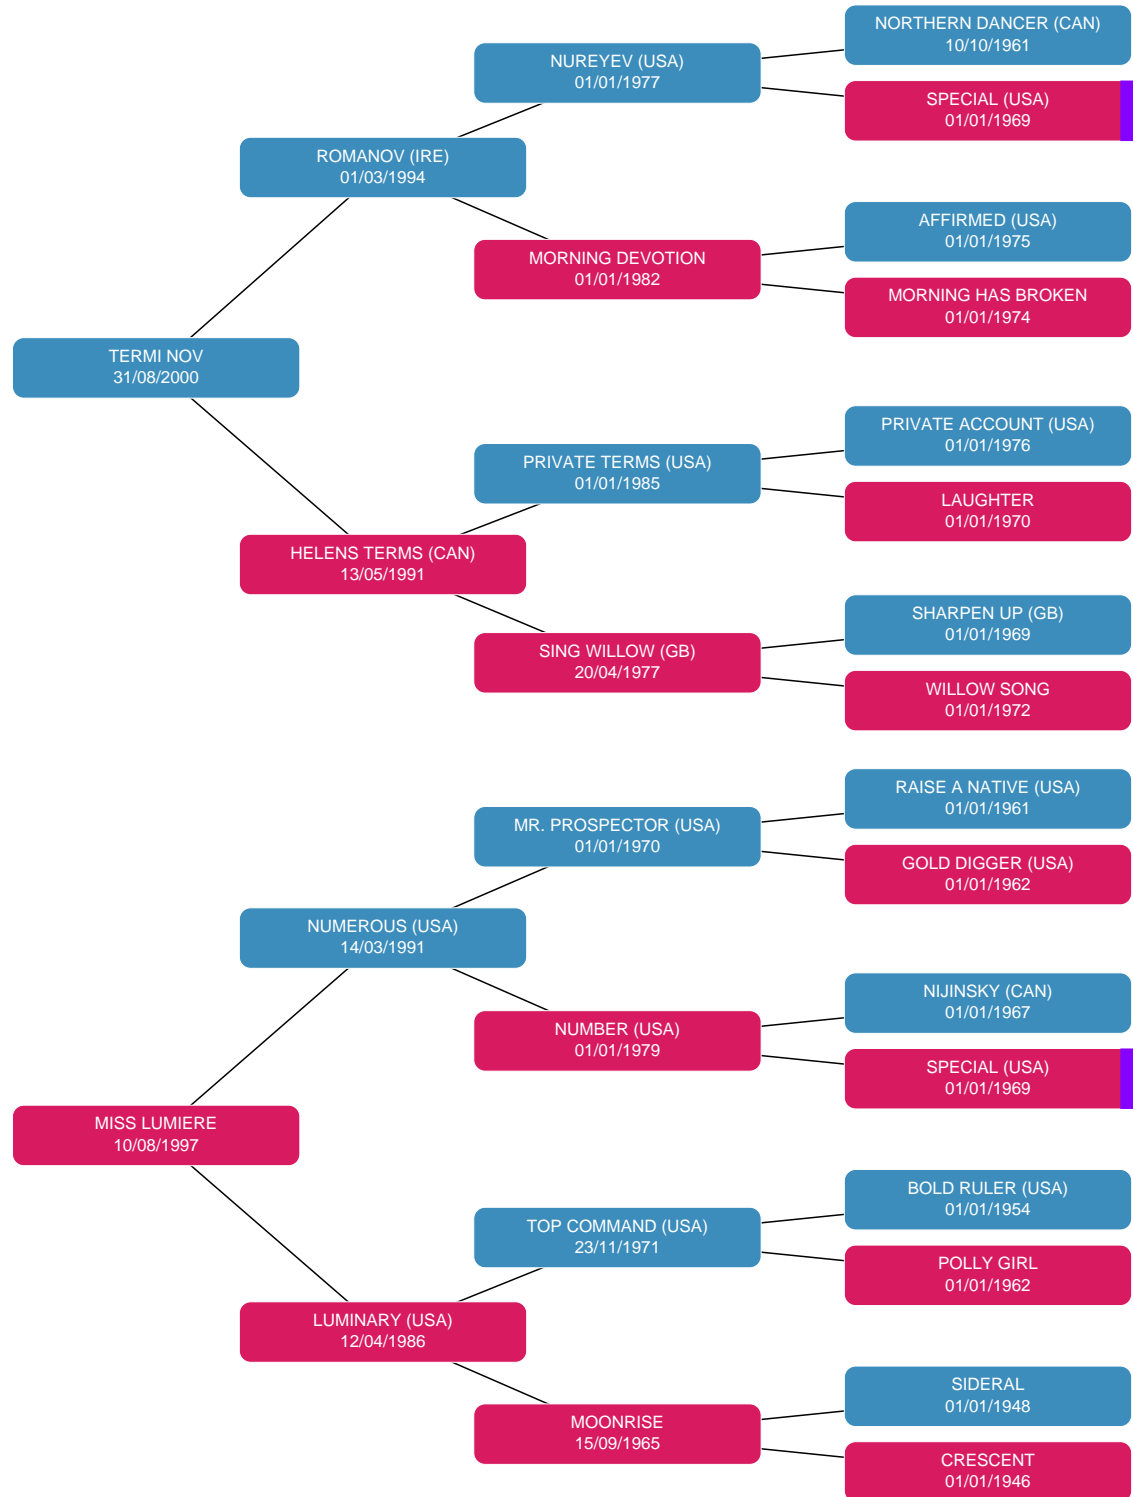 NORTHERN DANCER (CAN)
10/10/1961
NUREYEV (USA)
01/01/1977
SPECIAL (USA)
01/01/1969
ROMANOV (IRE)
01/03/1994
AFFIRMED (USA)
01/01/1975
MORNING DEVOTION
01/01/1982
MORNING HAS BROKEN
01/01/1974
TERMI NOV
31/08/2000
PRIVATE ACCOUNT (USA)
01/01/1976
PRIVATE TERMS (USA)
01/01/1985
LAUGHTER
01/01/1970
HELENS TERMS (CAN)
13/05/1991
SHARPEN UP (GB)
01/01/1969
SING WILLOW (GB)
20/04/1977
WILLOW SONG
01/01/1972
RAISE A NATIVE (USA)
01/01/1961
MR. PROSPECTOR (USA)
01/01/1970
GOLD DIGGER (USA)
01/01/1962
NUMEROUS (USA)
14/03/1991
NIJINSKY (CAN)
01/01/1967
NUMBER (USA)
01/01/1979
SPECIAL (USA)
01/01/1969
MISS LUMIERE
10/08/1997
BOLD RULER (USA)
01/01/1954
TOP COMMAND (USA)
23/11/1971
POLLY GIRL
01/01/1962
LUMINARY (USA)
12/04/1986
SIDERAL
01/01/1948
MOONRISE
15/09/1965
CRESCENT
01/01/1946